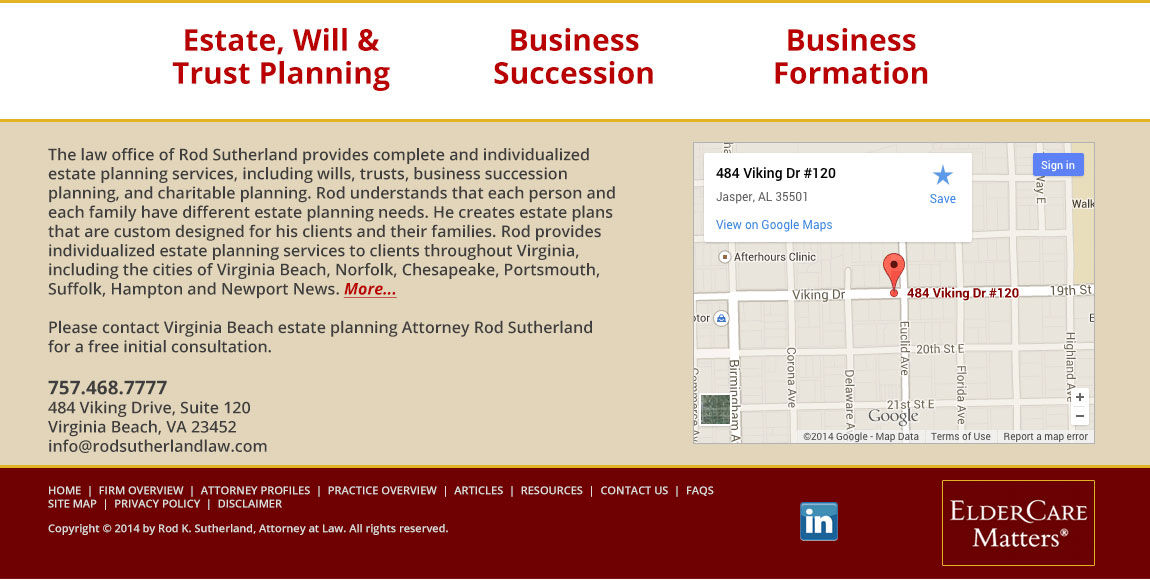 Estate, Will &
Trust Planning
Business
Succession
Business
Formation
The law office of Rod Sutherland provides complete and individualized
estate planning services, including wills, trusts, business succession
planning, and charitable planning. Rod understands that each person and
each family have different estate planning needs. He creates estate plans
that are custom designed for his clients and their families. Rod provides
individualized estate planning services to clients throughout Virginia,
including the cities of Virginia Beach, Norfolk, Chesapeake, Portsmouth,
Suffolk, Hampton and Newport News. More...
Please contact Virginia Beach estate planning Attorney Rod Sutherland
for a free initial consultation.
757.468.7777
484 Viking Drive, Suite 120
Virginia Beach, VA 23452
info@rodsutherlandlaw.com
484 Viking Dr #120
Jasper, AL 35501
Save
View on Google Maps
Sign in
Way E
Walk
Afterhours Clinic
Viking Dr
484 Viking Dr #120
19th St
otor
E
Euclid Ave
20th St E
Highland Ave
Birmingham A
Corona Ave
Delaware A
Florida Ave
Commerce Av
21st St E
Google
+
−
©2014 Google - Map Data
Terms of Use
Report a map error
HOME | FIRM OVERVIEW | ATTORNEY PROFILES | PRACTICE OVERVIEW | ARTICLES | RESOURCES | CONTACT US | FAQS
SITE MAP | PRIVACY POLICY | DISCLAIMER
Copyright © 2014 by Rod K. Sutherland, Attorney at Law. All rights reserved.
in
ELDERCARE
MATTERS®